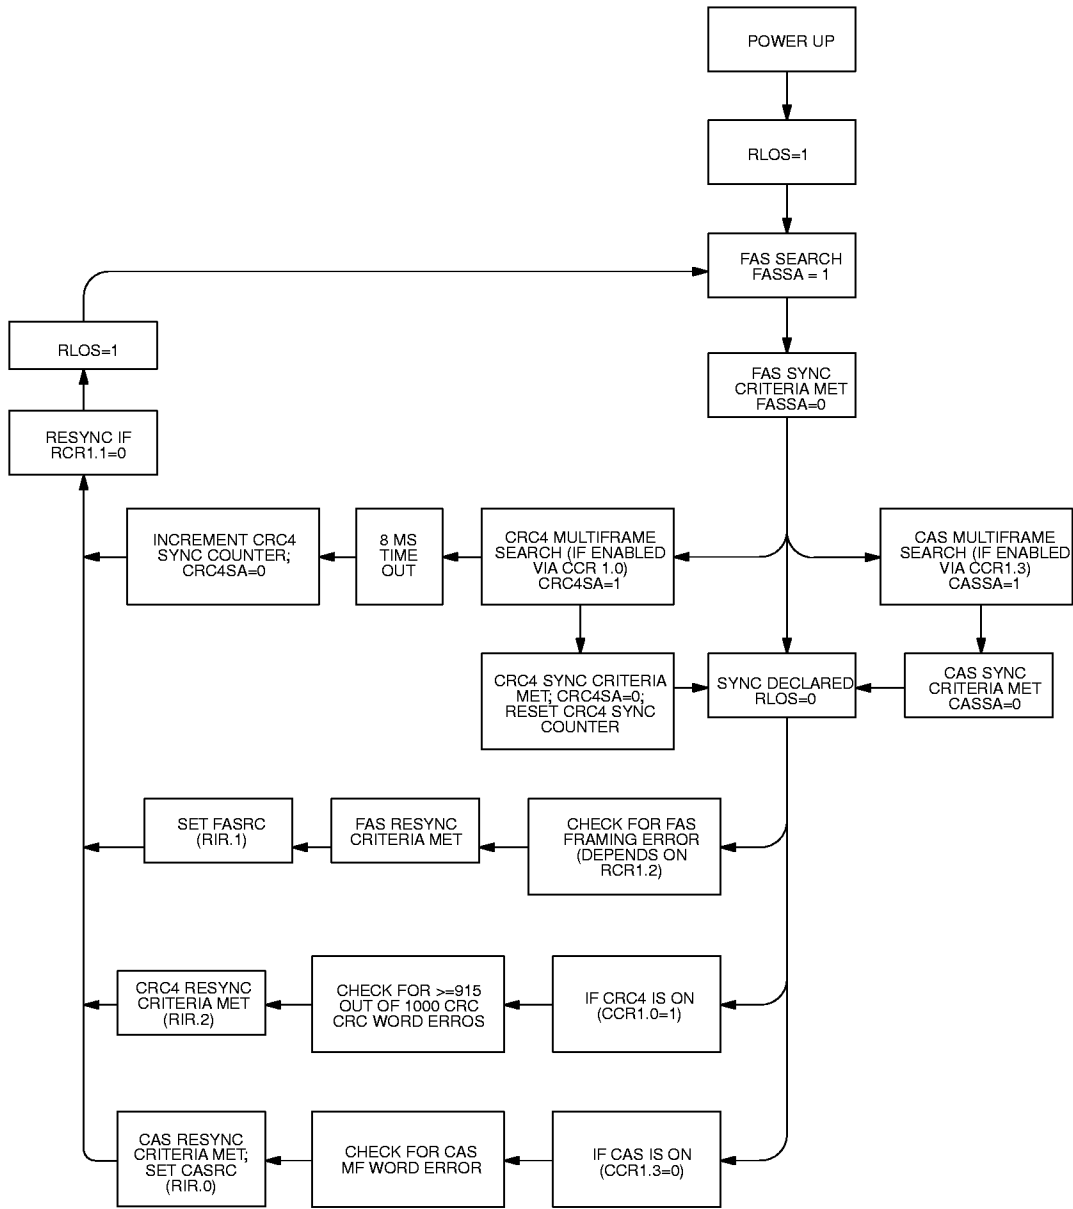 POWER UP
RLOS=1
FAS SEARCH
FASSA = 1
RLOS=1
FAS SYNC
CRITERIA MET
FASSA=0
RESYNC IF
RCR1.1=0
INCREMENT CRC4
SYNC COUNTER;
CRC4SA=0
8 MS
TIME
OUT
CRC4 MULTIFRAME
SEARCH (IF ENABLED
VIA CCR 1.0)
CRC4SA=1
CAS MULTIFRAME
SEARCH (IF ENABLED
VIA CCR1.3)
CASSA=1
CRC4 SYNC CRITERIA
MET; CRC4SA=0;
RESET CRC4 SYNC
COUNTER
SYNC DECLARED
RLOS=0
CAS SYNC
CRITERIA MET
CASSA=0
SET FASRC
(RIR.1)
FAS RESYNC
CRITERIA MET
CHECK FOR FAS
FRAMING ERROR
(DEPENDS ON
RCR1.2)
CRC4 RESYNC
CRITERIA MET
(RIR.2)
CHECK FOR >=915
OUT OF 1000 CRC
CRC WORD ERROS
IF CRC4 IS ON
(CCR1.0=1)
CAS RESYNC
CRITERIA MET;
SET CASRC
(RIR.0)
CHECK FOR CAS
MF WORD ERROR
IF CAS IS ON
(CCR1.3=0)